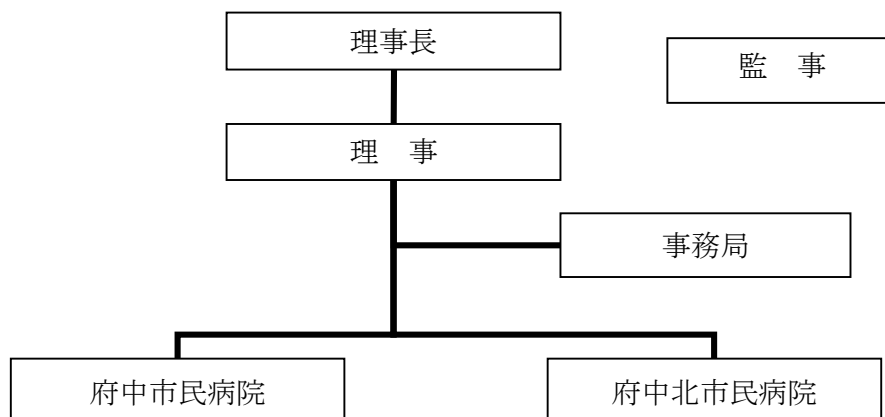 理事長
監　事
理　事
事務局
府中市民病院
府中北市民病院